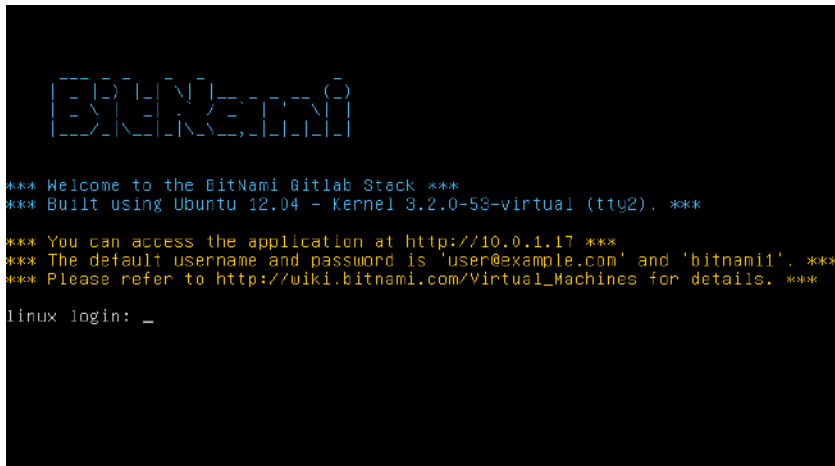 BitNami
*** Welcome to the BitNami Gitlab Stack ***
*** Built using Ubuntu 12.04 - Kernel 3.2.0-53-virtual (tty2). ***
*** You can access the application at http://10.0.1.17 ***
*** The default username and password is 'user@example.com' and 'bitnami1'. ***
*** Please refer to http://wiki.bitnami.com/Virtual_Machines for details. ***
linux login: _